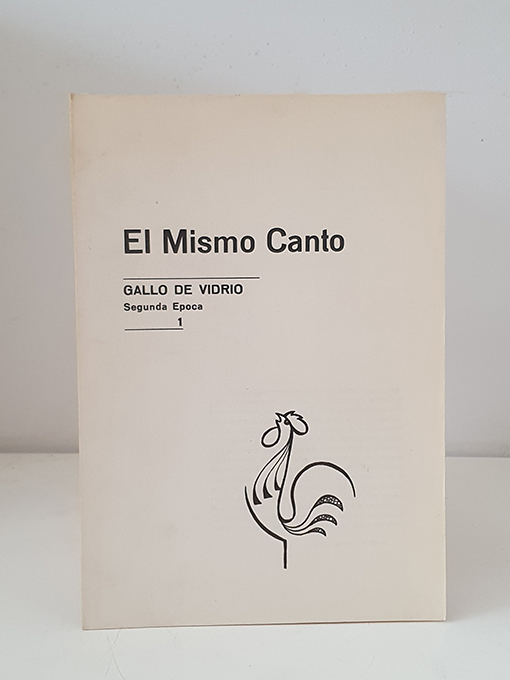 El Mismo Canto
GALLO DE VIDRIO
Segunda Epoca
1